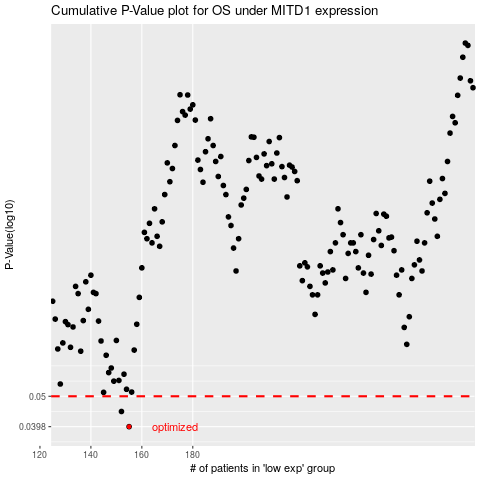 Cumulative P-Value plot for OS under MITD1 expression
P-Value(log10)
0.05
0.0398
optimized
120 140 160 180
# of patients in 'low exp' group